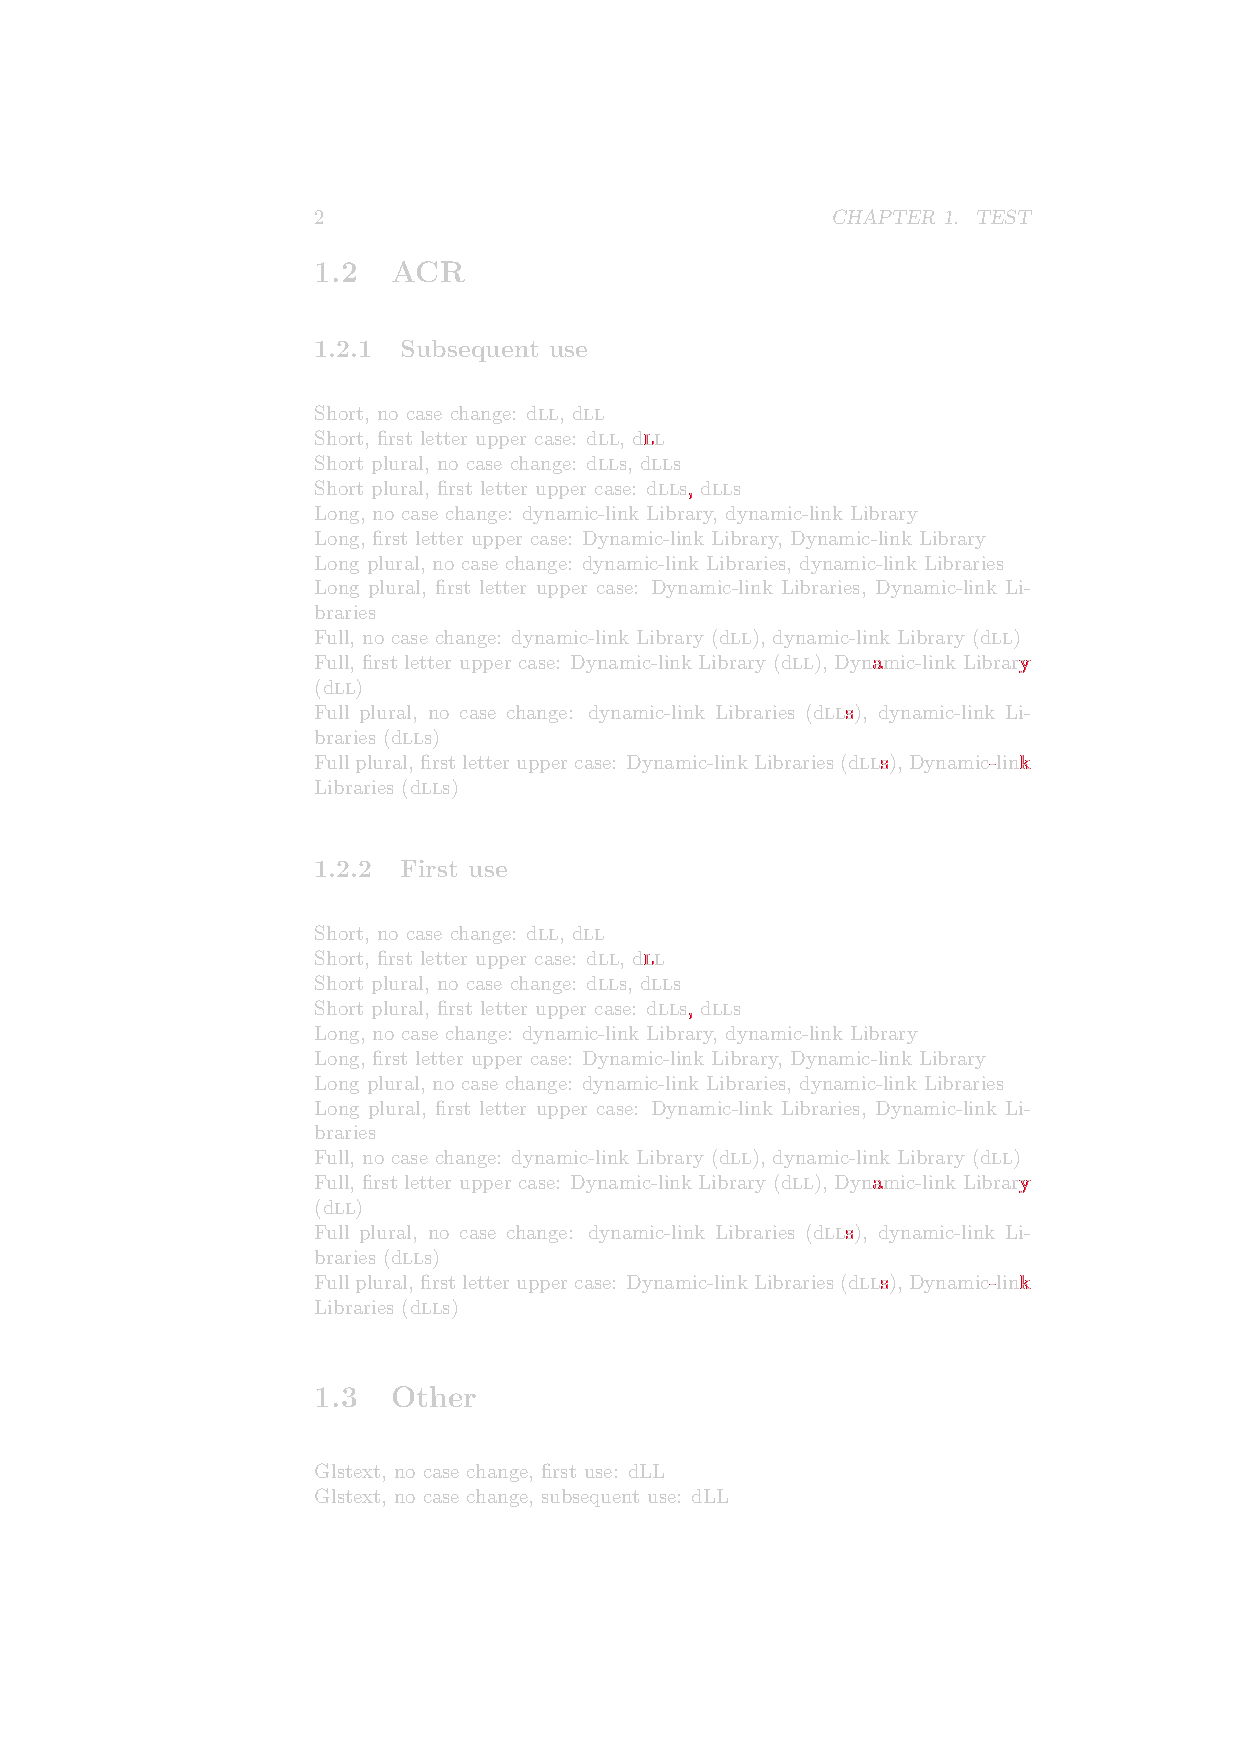 2 CHAPTER 1. TEST
1.2 ACR
1.2.1 Subsequent use
Short, no case change: dLL, dLL
Short, first letter upper case: dLL, dLL
Short plural, no case change: dLLs, dLLs
Short plural, first letter upper case: dLLs, dLLs
Long, no case change: dynamic-link Library, dynamic-link Library
Long, first letter upper case: Dynamic-link Library, Dynamic-link Library
Long plural, no case change: dynamic-link Libraries, dynamic-link Libraries
Long plural, first letter upper case: Dynamic-link Libraries, Dynamic-link Li-
braries
Full, no case change: dynamic-link Library (dLL), dynamic-link Library (dLL)
Full, first letter upper case: Dynamic-link Library (dLL), Dynamic-link Library
(dLL)
Full plural, no case change: dynamic-link Libraries (dLLs), dynamic-link Li-
braries (dLLs)
Full plural, first letter upper case: Dynamic-link Libraries (dLLs), Dynamic-link
Libraries (dLLs)
1.2.2 First use
Short, no case change: dLL, dLL
Short, first letter upper case: dLL, dLL
Short plural, no case change: dLLs, dLLs
Short plural, first letter upper case: dLLs, dLLs
Long, no case change: dynamic-link Library, dynamic-link Library
Long, first letter upper case: Dynamic-link Library, Dynamic-link Library
Long plural, no case change: dynamic-link Libraries, dynamic-link Libraries
Long plural, first letter upper case: Dynamic-link Libraries, Dynamic-link Li-
braries
Full, no case change: dynamic-link Library (dLL), dynamic-link Library (dLL)
Full, first letter upper case: Dynamic-link Library (dLL), Dynamic-link Library
(dLL)
Full plural, no case change: dynamic-link Libraries (dLLs), dynamic-link Li-
braries (dLLs)
Full plural, first letter upper case: Dynamic-link Libraries (dLLs), Dynamic-link
Libraries (dLLs)
1.3 Other
Glstext, no case change, first use: dLL
Glstext, no case change, subsequent use: dLL